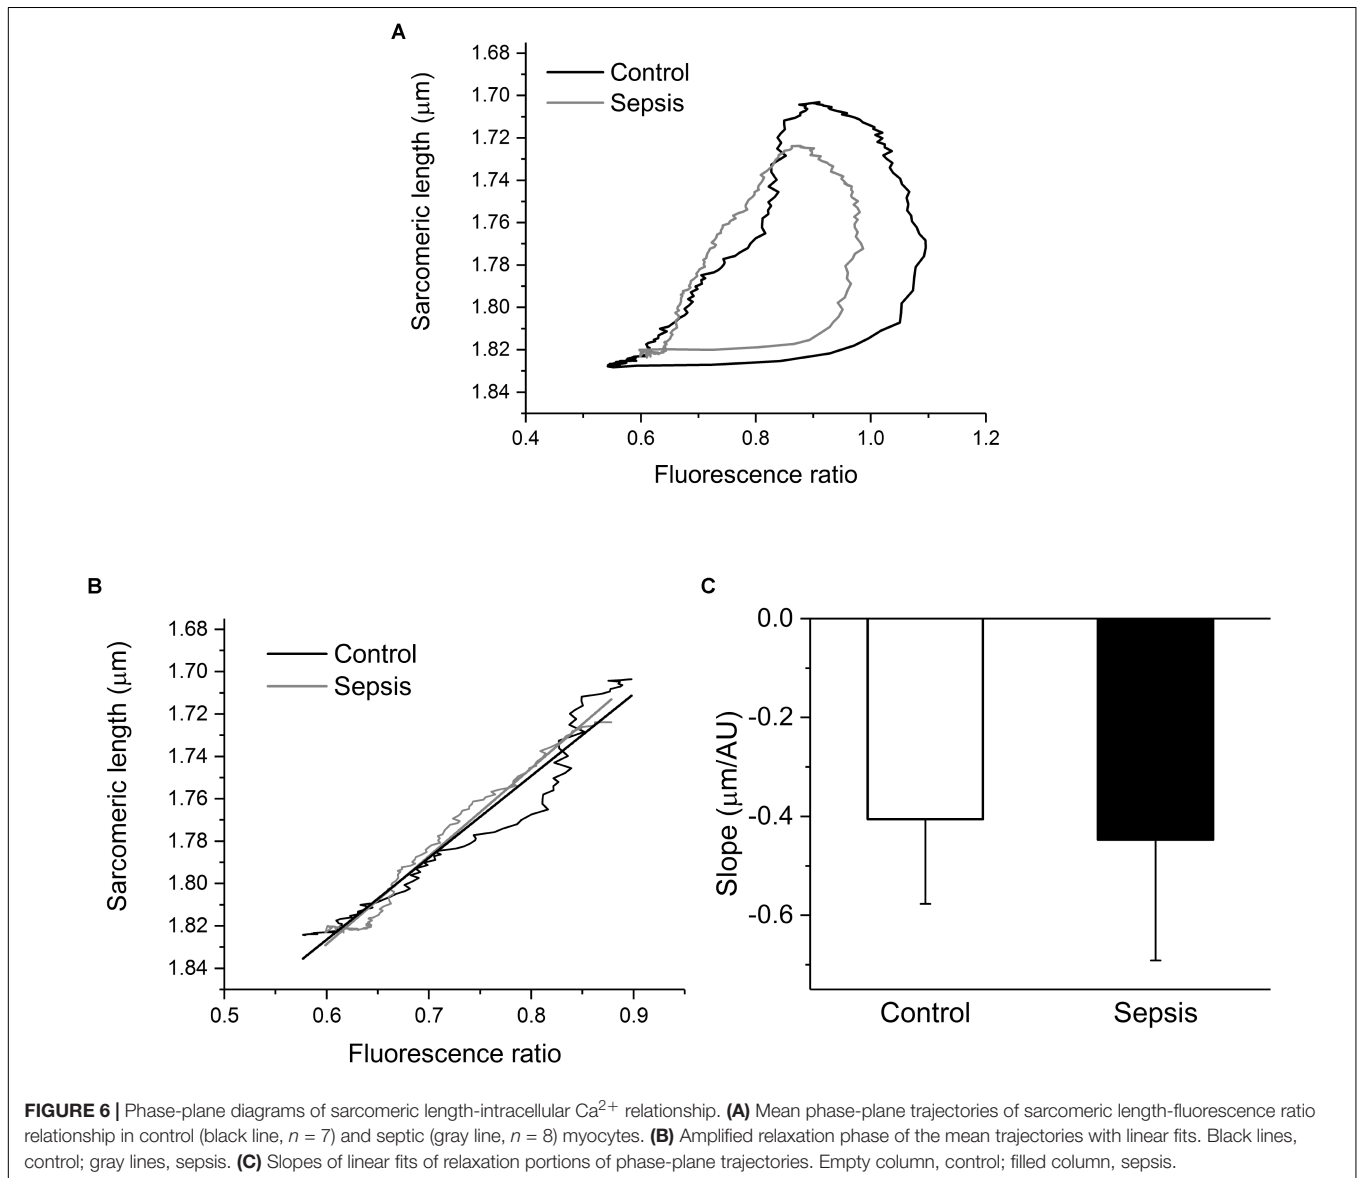 A
Sarcomeric length (μm)
1.68
1.70
1.72
1.74
1.76
1.78
1.80
1.82
1.84
Control
Sepsis
0.4 0.6 0.8 1.0 1.2
Fluorescence ratio
B
Sarcomeric length (μm)
1.68
1.70
1.72
1.74
1.76
1.78
1.80
1.82
1.84
Control
Sepsis
0.5 0.6 0.7 0.8 0.9
Fluorescence ratio
C
Slope (μm/AU)
0.0
-0.2
-0.4
-0.6
Control Sepsis
FIGURE 6 | Phase-plane diagrams of sarcomeric length-intracellular Ca²⁺ relationship. (A) Mean phase-plane trajectories of sarcomeric length-fluorescence ratio
relationship in control (black line, n = 7) and septic (gray line, n = 8) myocytes. (B) Amplified relaxation phase of the mean trajectories with linear fits. Black lines,
control; gray lines, sepsis. (C) Slopes of linear fits of relaxation portions of phase-plane trajectories. Empty column, control; filled column, sepsis.